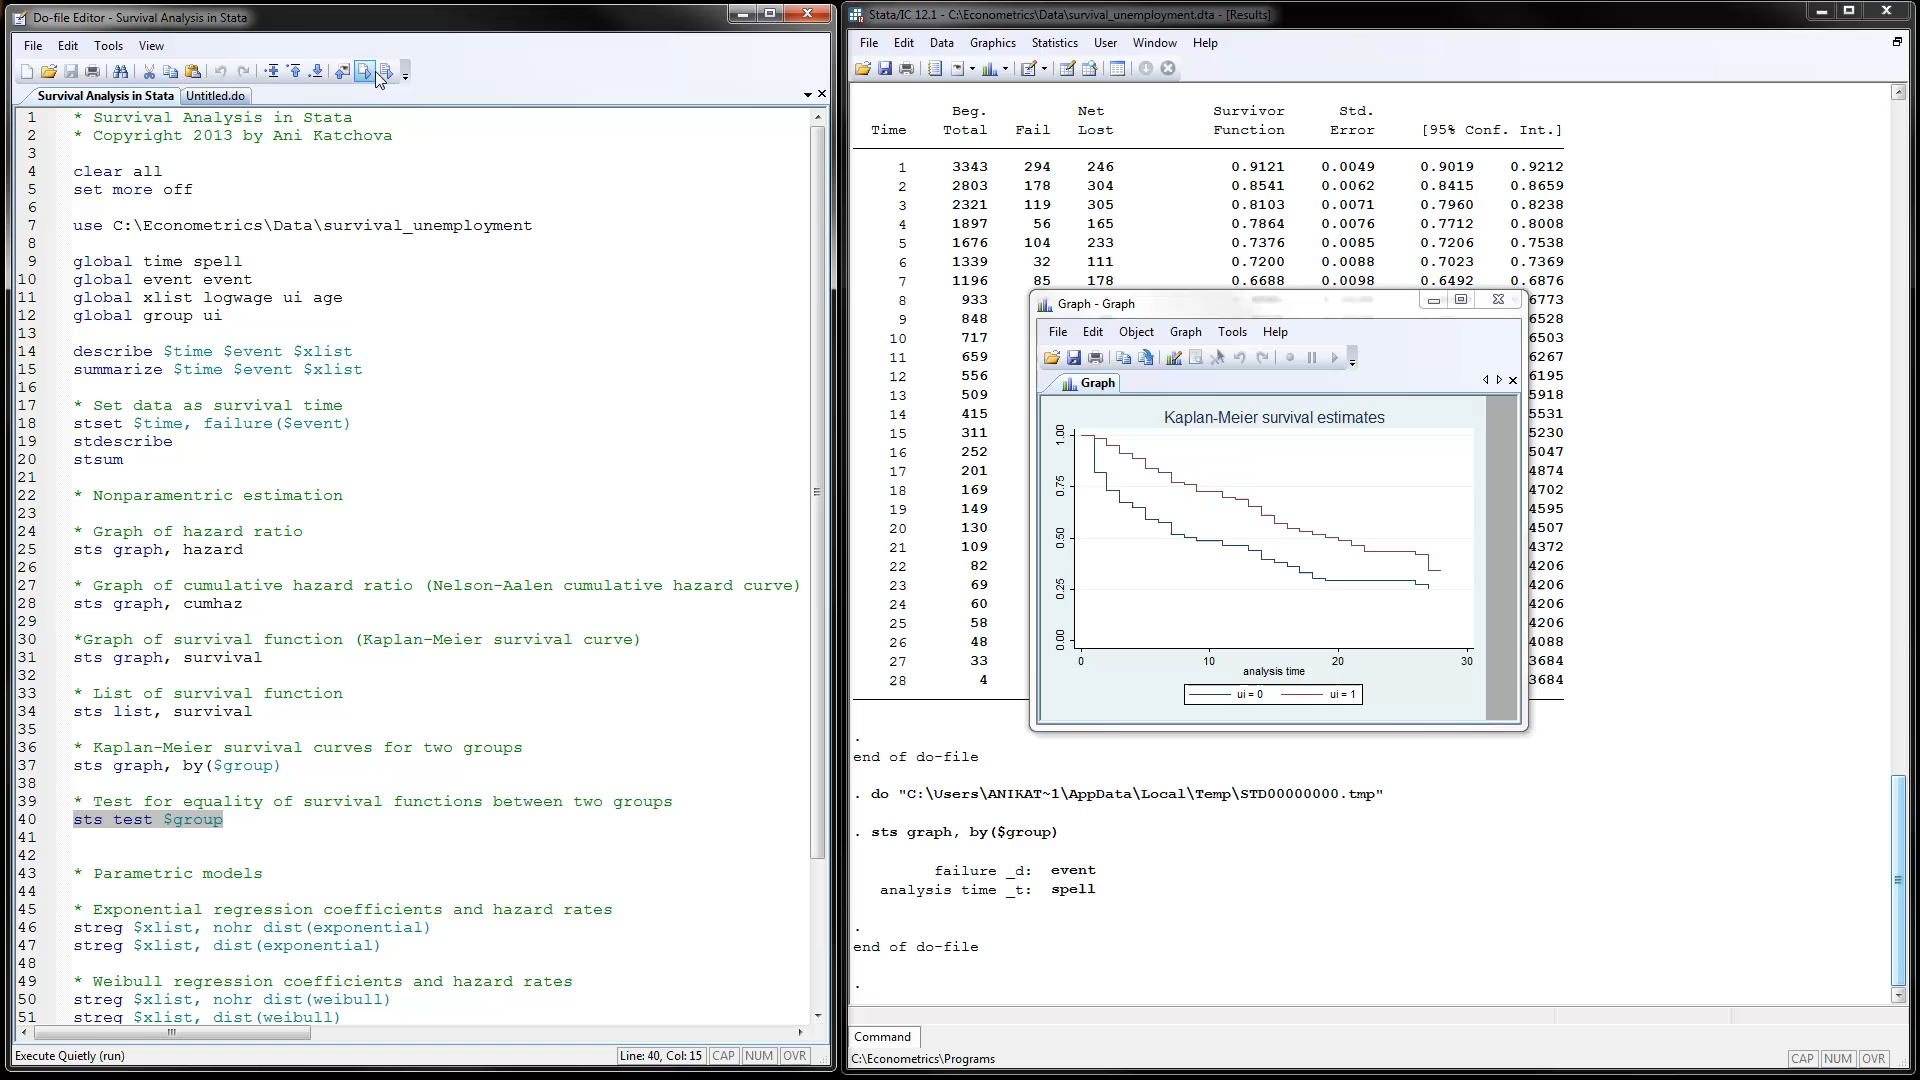 Do-file Editor - Survival Analysis in Stata
File Edit Tools View
Survival Analysis in Stata Untitled.do
1 * Survival Analysis in Stata
2 * Copyright 2013 by Ani Katchova
3
4 clear all
5 set more off
6
7 use C:\Econometrics\Data\survival_unemployment
8
9 global time spell
10 global event event
11 global xlist logwage ui age
12 global group ui
13
14 describe $time $event $xlist
15 summarize $time $event $xlist
16
17 * Set data as survival time
18 stset $time, failure($event)
19 stdescribe
20 stsum
21
22 * Nonparamentric estimation
23
24 * Graph of hazard ratio
25 sts graph, hazard
26
27 * Graph of cumulative hazard ratio (Nelson-Aalen cumulative hazard curve)
28 sts graph, cumhaz
29
30 *Graph of survival function (Kaplan-Meier survival curve)
31 sts graph, survival
32
33 * List of survival function
34 sts list, survival
35
36 * Kaplan-Meier survival curves for two groups
37 sts graph, by($group)
38
39 * Test for equality of survival functions between two groups
40 sts test $group
41
42
43 * Parametric models
44
45 * Exponential regression coefficients and hazard rates
46 streg $xlist, nohr dist(exponential)
47 streg $xlist, dist(exponential)
48
49 * Weibull regression coefficients and hazard rates
50 streg $xlist, nohr dist(weibull)
51 streg $xlist, dist(weibull)
Execute Quietly (run) Line: 40, Col: 15 CAP NUM OVR
Stata/IC 12.1 - C:\Econometrics\Data\survival_unemployment.dta - [Results]
File Edit Data Graphics Statistics User Window Help
Beg. Net Survivor Std.
Time Total Fail Lost Function Error [95% Conf. Int.]
1 3343 294 246 0.9121 0.0049 0.9019 0.9212
2 2803 178 304 0.8541 0.0062 0.8415 0.8659
3 2321 119 305 0.8103 0.0071 0.7960 0.8238
4 1897 56 165 0.7864 0.0076 0.7712 0.8008
5 1676 104 233 0.7376 0.0085 0.7206 0.7538
6 1339 32 111 0.7200 0.0088 0.7023 0.7369
7 1196 85 178 0.6688 0.0098 0.6492 0.6876
8 933 6773
9 848 6528
10 717 6503
11 659 6267
12 556 6195
13 509 5918
14 415 5531
15 311 5230
16 252 5047
17 201 4874
18 169 4702
19 149 4595
20 130 4507
21 109 4372
22 82 4206
23 69 4206
24 60 4206
25 58 4206
26 48 4088
27 33 3684
28 4 3684
.
end of do-file
. do "C:\Users\ANIKAT~1\AppData\Local\Temp\STD00000000.tmp"
. sts graph, by($group)
failure _d: event
analysis time _t: spell
.
end of do-file
.
Command
C:\Econometrics\Programs CAP NUM OVR
Graph - Graph
File Edit Object Graph Tools Help
Graph
Kaplan-Meier survival estimates
1.00
0.75
0.50
0.25
0.00
0 10 20 30
analysis time
ui = 0 ui = 1